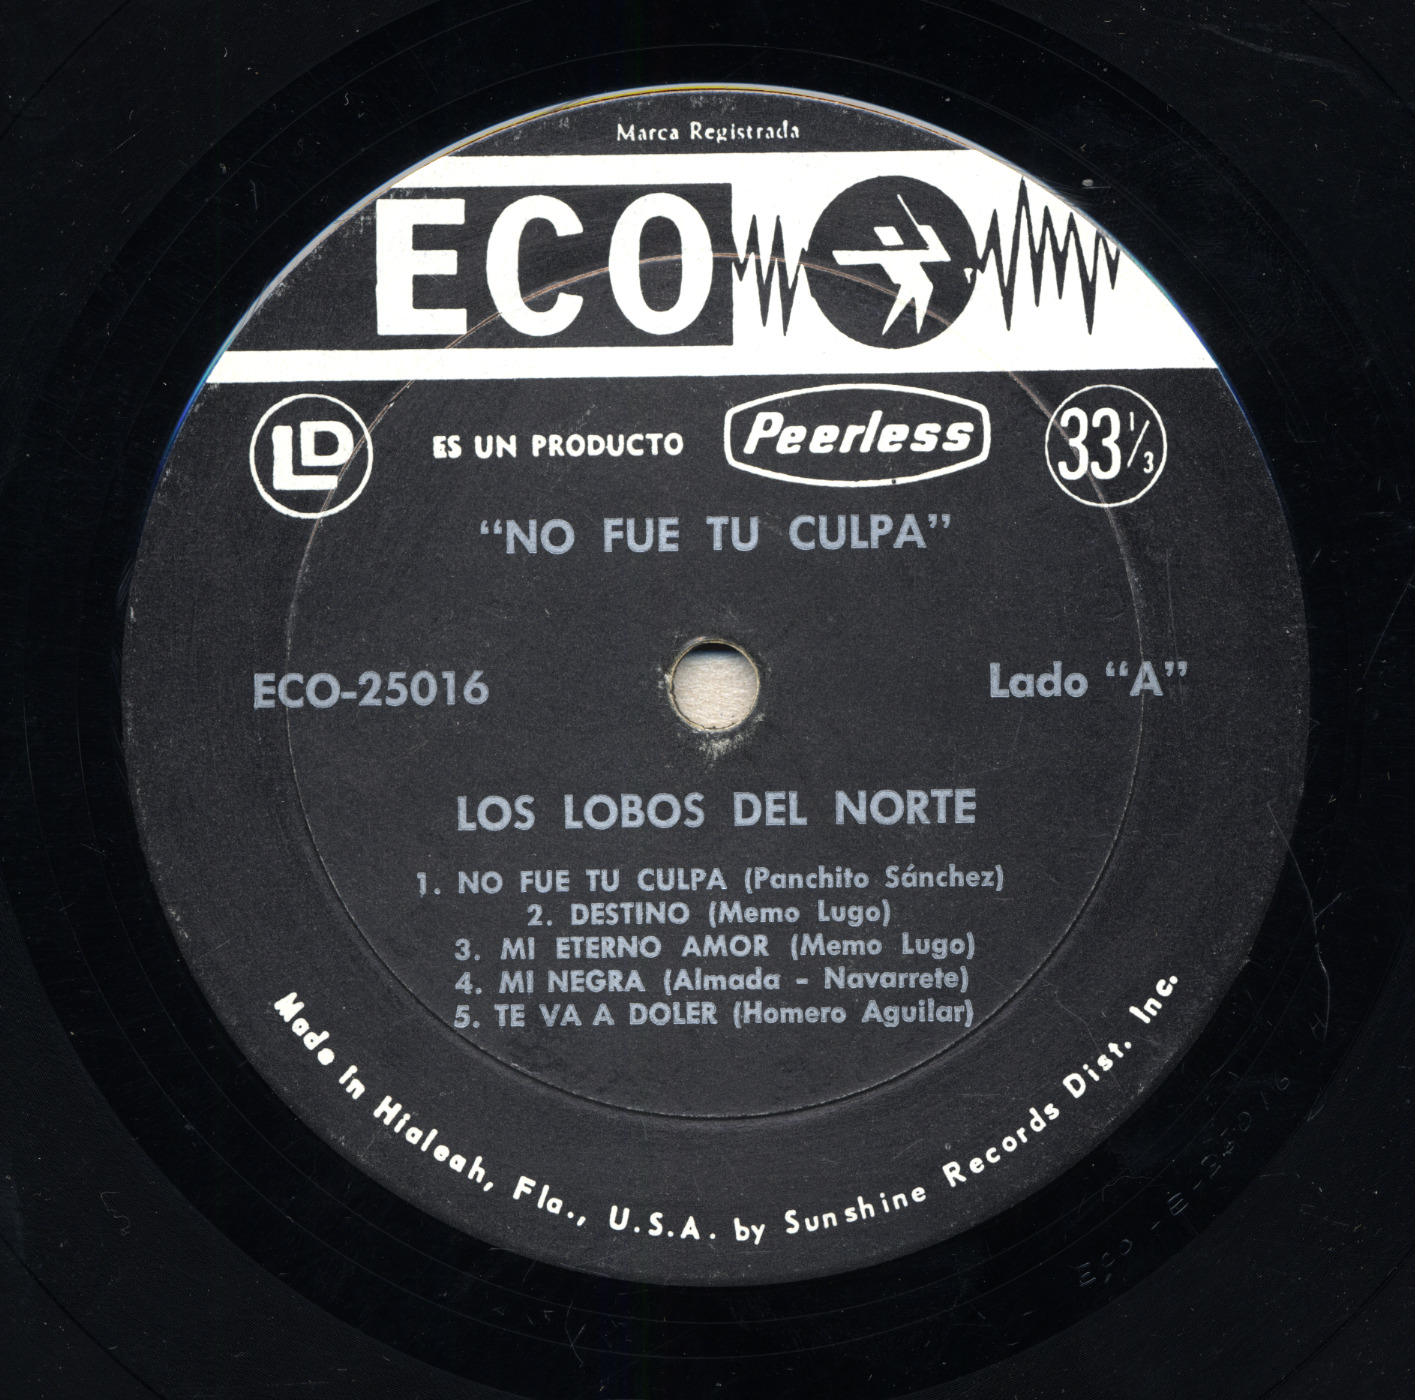 Marca Registrada
ECO
LD ES UN PRODUCTO Peerless 33 1/3
“NO FUE TU CULPA”
ECO-25016 Lado “A”
LOS LOBOS DEL NORTE
1. NO FUE TU CULPA (Panchito Sánchez)
2. DESTINO (Memo Lugo)
3. MI ETERNO AMOR (Memo Lugo)
4. MI NEGRA (Almada - Navarrete)
5. TE VA A DOLER (Homero Aguilar)
Made in Hialeah, Fla., U.S.A. by Sunshine Records Dist. Inc.